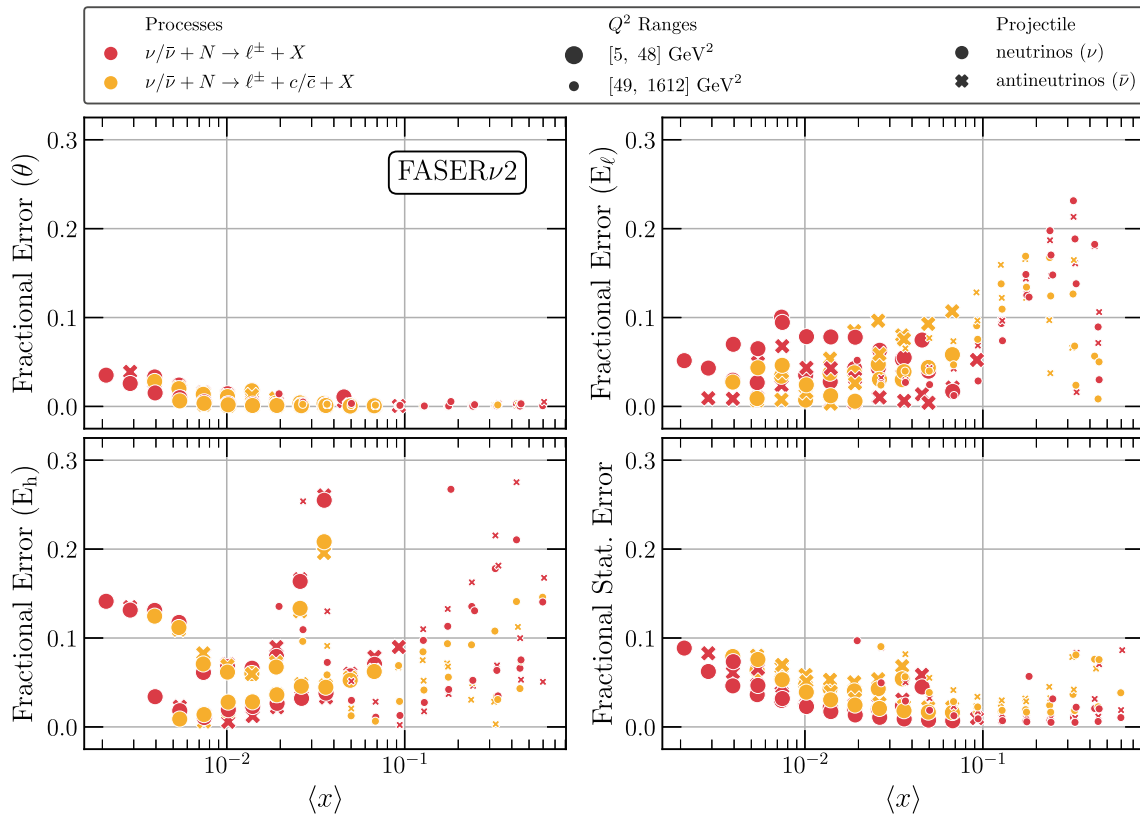 Processes
ν/ν̄ + N → ℓ± + X
ν/ν̄ + N → ℓ± + c/c̄ + X
Q² Ranges
[5, 48] GeV²
[49, 1612] GeV²
Projectile
neutrinos (ν)
antineutrinos (ν̄)
0.3
0.2
0.1
0.0
Fractional Error (θ)
FASERν2
0.3
0.2
0.1
0.0
Fractional Error (E_ℓ)
0.3
0.2
0.1
0.0
Fractional Error (E_h)
10⁻² 10⁻¹
⟨x⟩
0.3
0.2
0.1
0.0
Fractional Stat. Error
10⁻² 10⁻¹
⟨x⟩